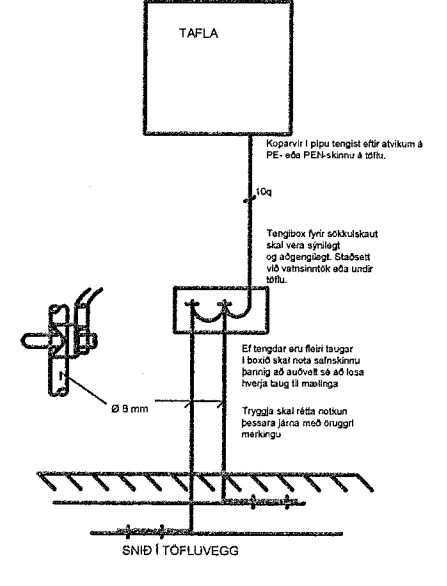 TAFLA
Koparvír í pípu tengist eftir atvikum á
PE- eða PEN-skinnu á töflu.
10q
Tengibox fyrir sökkulskaut
skal vera sýnilegt
og aðgengilegt. Staðsett
við vatnsinntök eða undir
töflu.
Ef tengdar eru fleiri taugar
í boxið skal nota safnskinnu
þannig að auðvelt sé að losa
hverja taug til mælinga
Ø 8 mm
Tryggja skal rétta notkun
þessara járna með öruggri
merkingu
SNIÐ Í TÖFLUVEGG